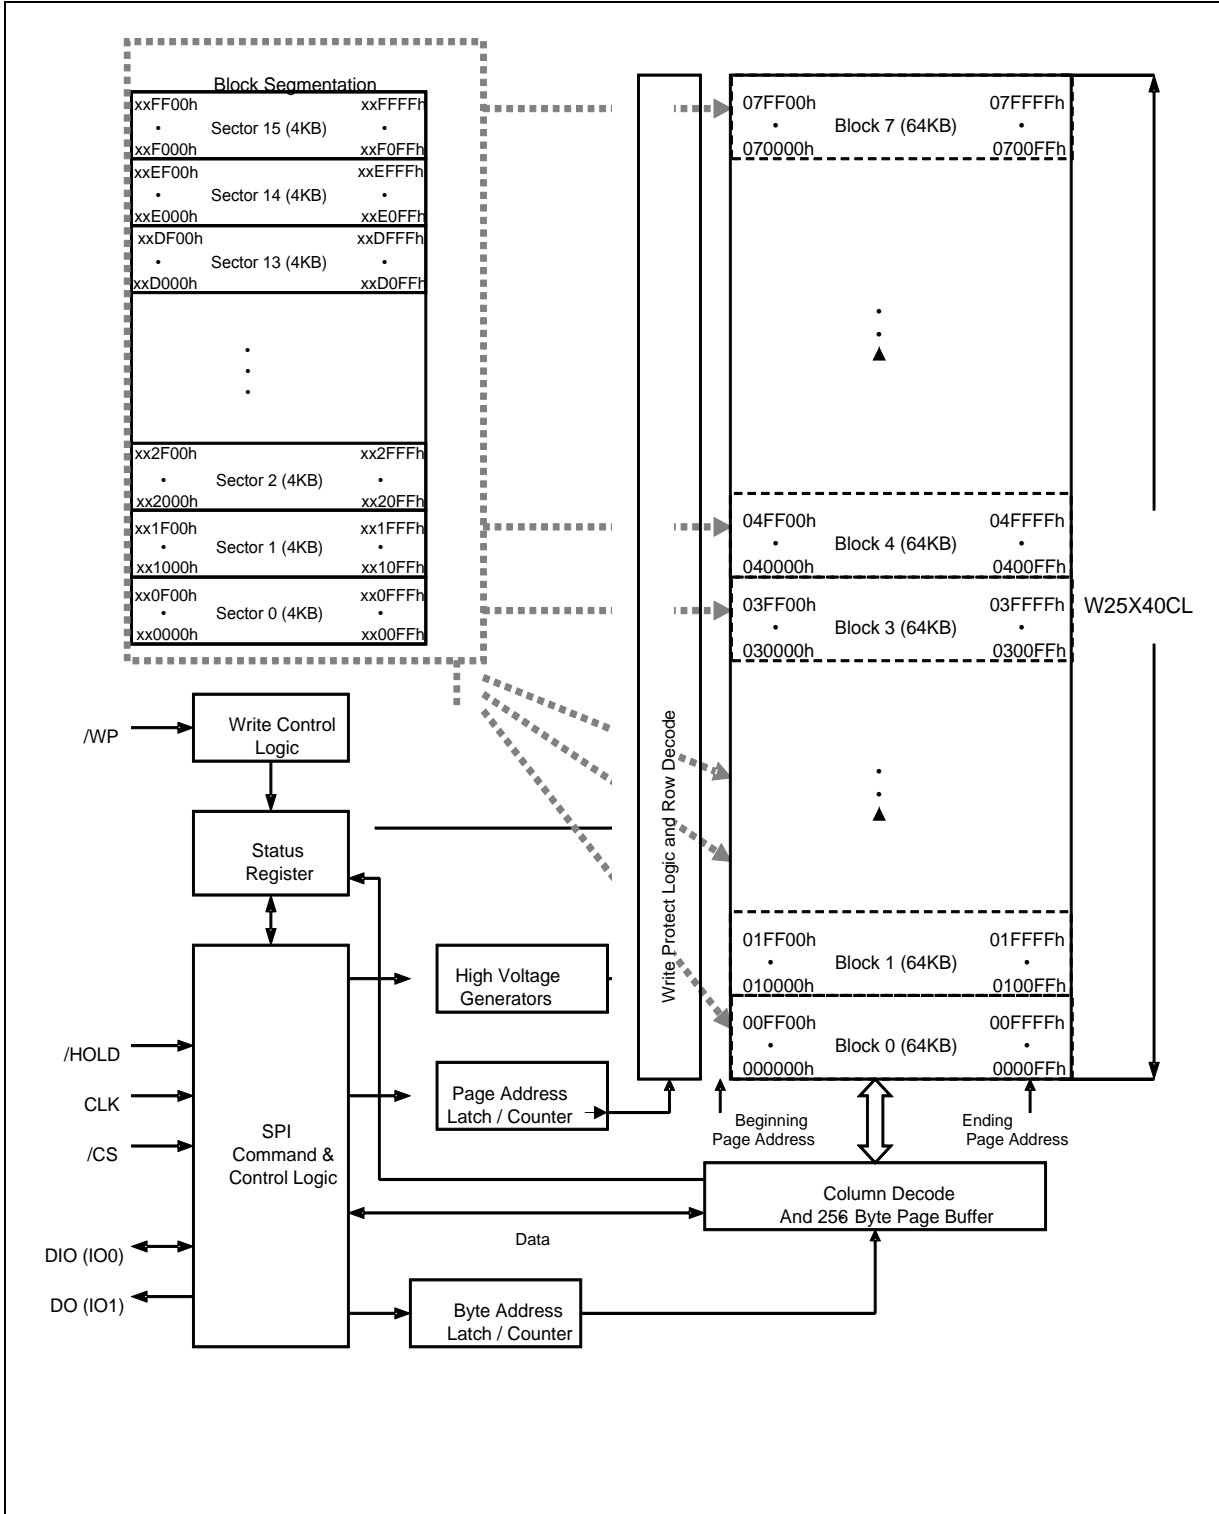 Block Segmentation
xxFF00h xxFFFFh
• Sector 15 (4KB) •
xxF000h xxF0FFh
xxEF00h xxEFFFh
• Sector 14 (4KB) •
xxE000h xxE0FFh
xxDF00h xxDFFFh
• Sector 13 (4KB) •
xxD000h xxD0FFh
xx2F00h xx2FFFh
• Sector 2 (4KB) •
xx2000h xx20FFh
xx1F00h xx1FFFh
• Sector 1 (4KB) •
xx1000h xx10FFh
xx0F00h xx0FFFh
• Sector 0 (4KB) •
xx0000h xx00FFh
Write Protect Logic and Row Decode
07FF00h 07FFFFh
• Block 7 (64KB) •
070000h 0700FFh
04FF00h 04FFFFh
• Block 4 (64KB) •
040000h 0400FFh
03FF00h 03FFFFh
• Block 3 (64KB) •
030000h 0300FFh
01FF00h 01FFFFh
• Block 1 (64KB) •
010000h 0100FFh
00FF00h 00FFFFh
• Block 0 (64KB) •
000000h 0000FFh
W25X40CL
/WP
Write Control
Logic
Status
Register
High Voltage
Generators
/HOLD
CLK
/CS
DIO (IO0)
DO (IO1)
SPI
Command &
Control Logic
Page Address
Latch / Counter
Beginning
Page Address
Ending
Page Address
Column Decode
And 256 Byte Page Buffer
Data
Byte Address
Latch / Counter